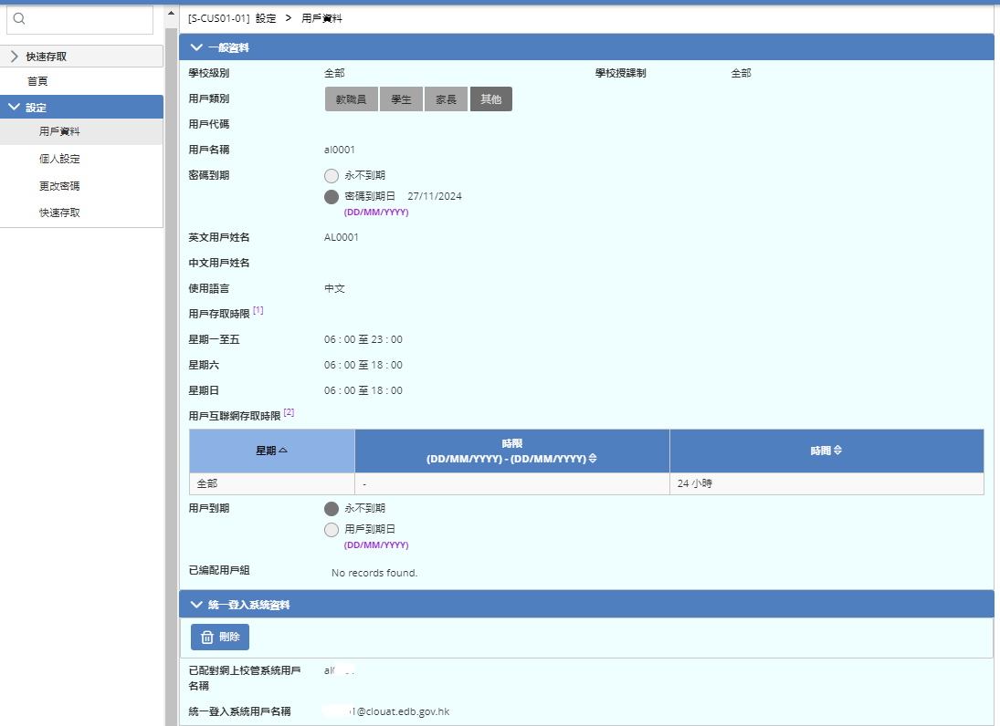 [S-CUS01-01] 設定 > 用戶資料
快速存取
首頁
設定
用戶資料
個人設定
更改密碼
快速存取
一般資料
學校級別 全部 學校授課制 全部
用戶類別 教職員 學生 家長 其他
用戶代碼
用戶名稱 al0001
密碼到期 永不到期
密碼到期日 27/11/2024
(DD/MM/YYYY)
英文用戶姓名 AL0001
中文用戶姓名
使用語言 中文
用戶存取時限 [1]
星期一至五 06 : 00 至 23 : 00
星期六 06 : 00 至 18 : 00
星期日 06 : 00 至 18 : 00
用戶互聯網存取時限 [2]
星期 時限 時間
(DD/MM/YYYY) - (DD/MM/YYYY)
全部 - 24 小時
用戶到期 永不到期
用戶到期日
(DD/MM/YYYY)
已編配用戶組 No records found.
統一登入系統資料
刪除
已配對網上校管系統用戶
名稱
統一登入系統用戶名稱 1@clouat.edb.gov.hk